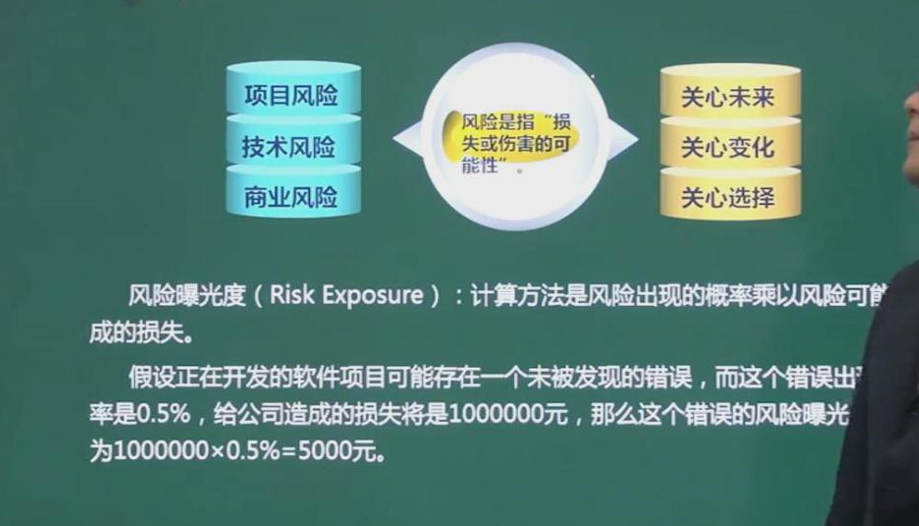 项目风险
技术风险
商业风险
风险是指“损
失或伤害的可
能性”。
关心未来
关心变化
关心选择
风险曝光度（Risk Exposure）：计算方法是风险出现的概率乘以风险可能
成的损失。
假设正在开发的软件项目可能存在一个未被发现的错误，而这个错误出
率是0.5%，给公司造成的损失将是1000000元，那么这个错误的风险曝光
为1000000×0.5%=5000元。